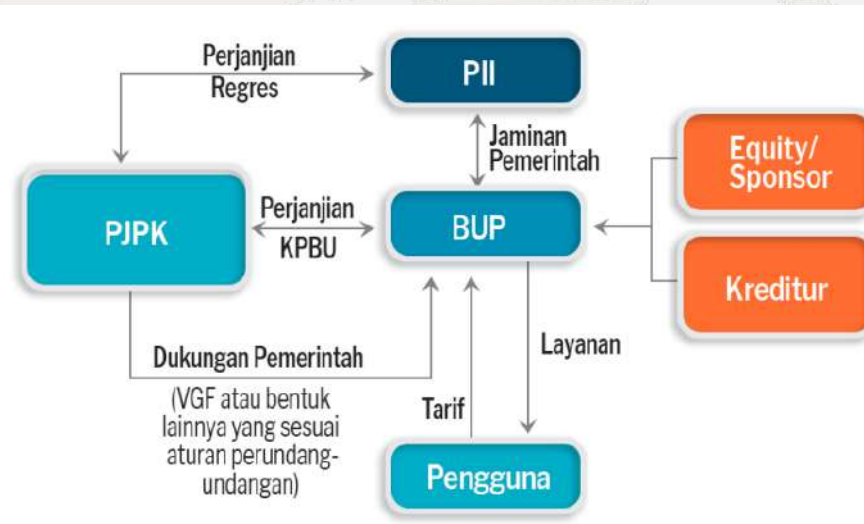 Perjanjian
Regres
PII
Jaminan
Pemerintah
Equity/
Sponsor
PJPK
Perjanjian
KPBU
BUP
Kreditur
Dukungan Pemerintah
(VGF atau bentuk
lainnya yang sesuai
aturan perundang-
undangan)
Layanan
Tarif
Pengguna